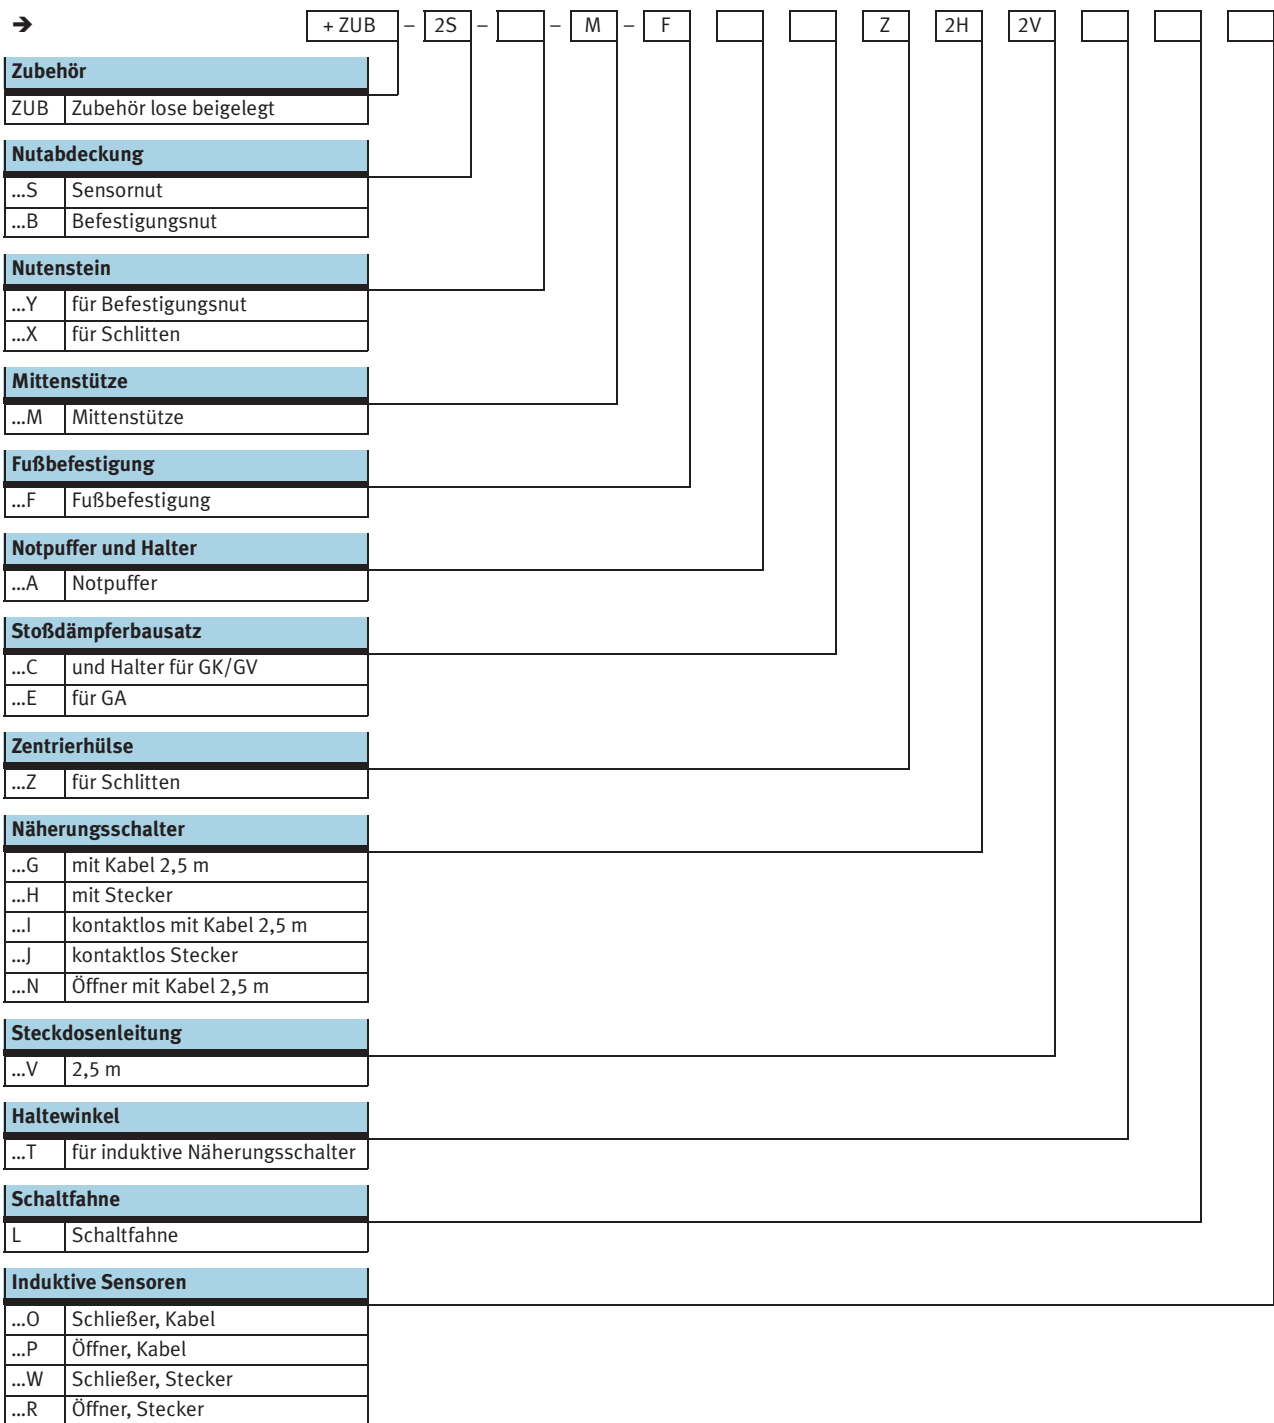 ➔ + ZUB – 2S – – M – F Z 2H 2V
Zubehör
ZUB Zubehör lose beigelegt
Nutabdeckung
...S Sensornut
...B Befestigungsnut
Nutenstein
...Y für Befestigungsnut
...X für Schlitten
Mittenstütze
...M Mittenstütze
Fußbefestigung
...F Fußbefestigung
Notpuffer und Halter
...A Notpuffer
Stoßdämpferbausatz
...C und Halter für GK/GV
...E für GA
Zentrierhülse
...Z für Schlitten
Näherungsschalter
...G mit Kabel 2,5 m
...H mit Stecker
...I kontaktlos mit Kabel 2,5 m
...J kontaktlos Stecker
...N Öffner mit Kabel 2,5 m
Steckdosenleitung
...V 2,5 m
Haltewinkel
...T für induktive Näherungsschalter
Schaltfahne
L Schaltfahne
Induktive Sensoren
...O Schließer, Kabel
...P Öffner, Kabel
...W Schließer, Stecker
...R Öffner, Stecker